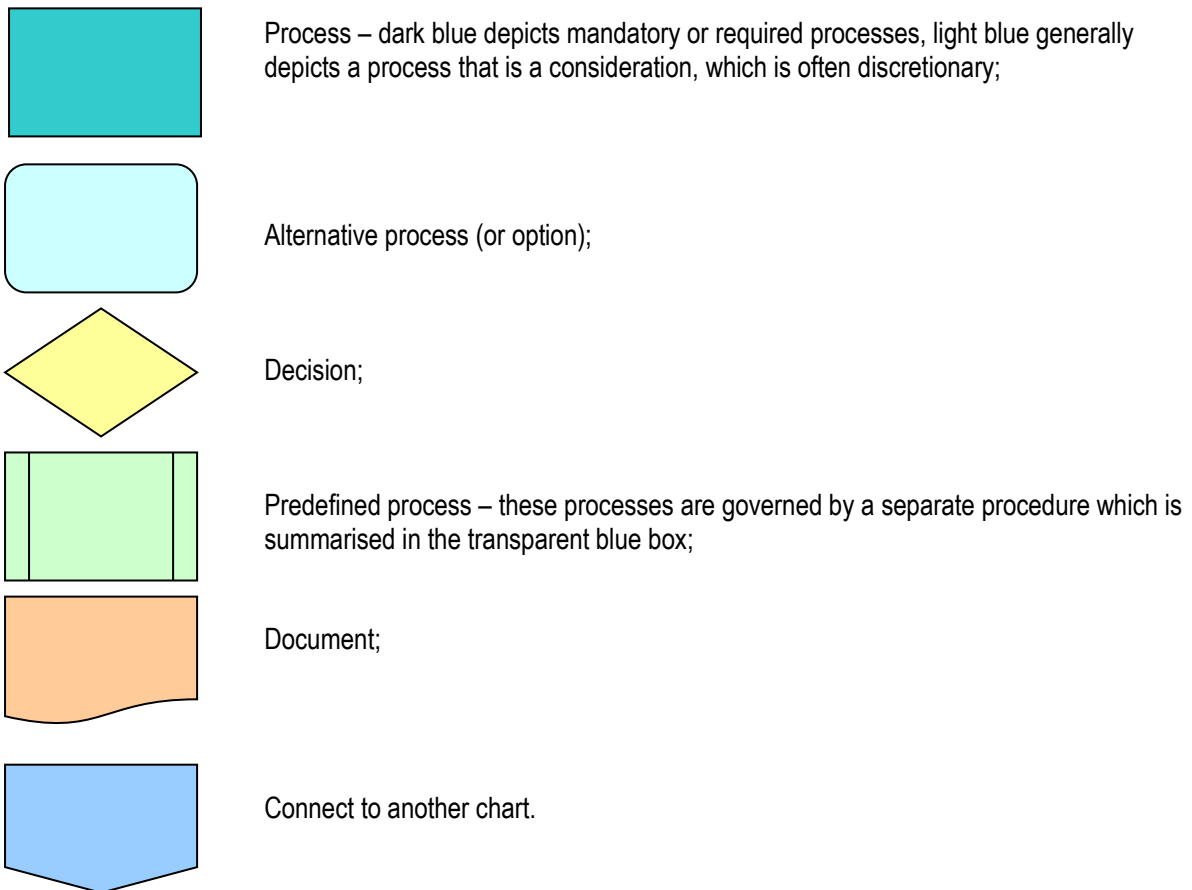 Process – dark blue depicts mandatory or required processes, light blue generally
depicts a process that is a consideration, which is often discretionary;
Alternative process (or option);
Decision;
Predefined process – these processes are governed by a separate procedure which is
summarised in the transparent blue box;
Document;
Connect to another chart.